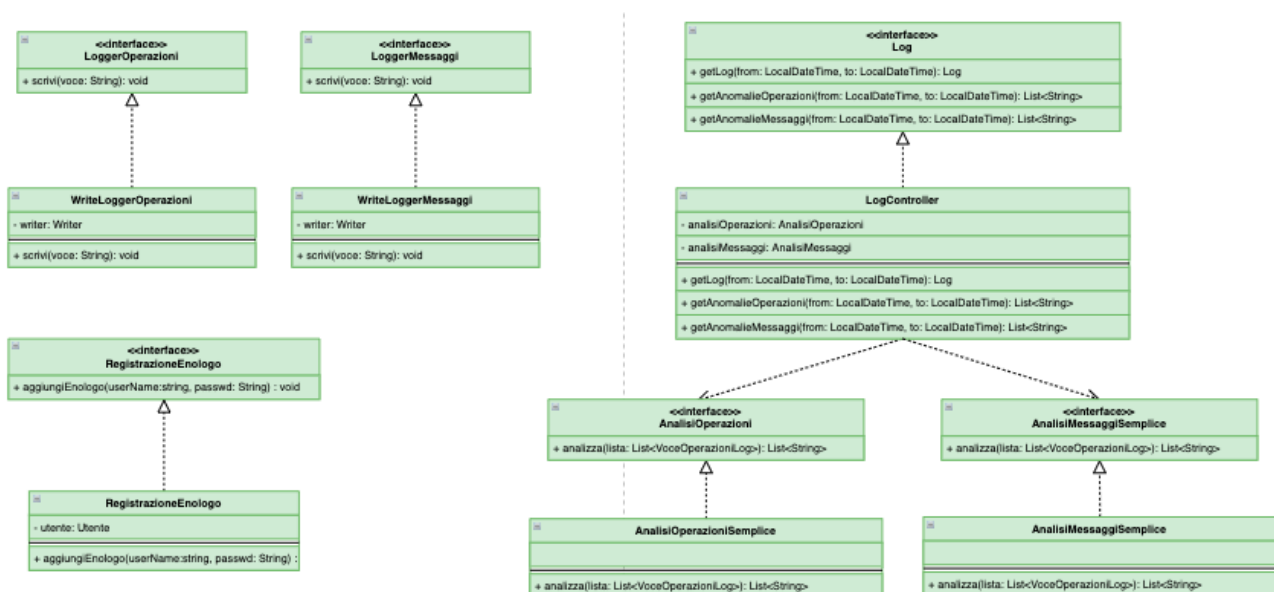 <<interface>>
LoggerOperazioni
+ scrivi(voce: String): void
<<interface>>
LoggerMessaggi
+ scrivi(voce: String): void
<<interface>>
Log
+ getLog(from: LocalDateTime, to: LocalDateTime): Log
+ getAnomalieOperazioni(from: LocalDateTime, to: LocalDateTime): List<String>
+ getAnomalieMessaggi(from: LocalDateTime, to: LocalDateTime): List<String>
WriteLoggerOperazioni
- writer: Writer
+ scrivi(voce: String): void
WriteLoggerMessaggi
- writer: Writer
+ scrivi(voce: String): void
LogController
- analisiOperazioni: AnalisiOperazioni
- analisiMessaggi: AnalisiMessaggi
+ getLog(from: LocalDateTime, to: LocalDateTime): Log
+ getAnomalieOperazioni(from: LocalDateTime, to: LocalDateTime): List<String>
+ getAnomalieMessaggi(from: LocalDateTime, to: LocalDateTime): List<String>
<<interface>>
RegistrazioneEnologo
+ aggiungiEnologo(userName:string, passwd: String) : void
<<interface>>
AnalisiOperazioni
+ analizza(lista: List<VoceOperazioniLog>): List<String>
<<interface>>
AnalisiMessaggiSemplice
+ analizza(lista: List<VoceOperazioniLog>): List<String>
RegistrazioneEnologo
- utente: Utente
+ aggiungiEnologo(userName:string, passwd: String) :
AnalisiOperazioniSemplice
+ analizza(lista: List<VoceOperazioniLog>): List<String>
AnalisiMessaggiSemplice
+ analizza(lista: List<VoceOperazioniLog>): List<String>